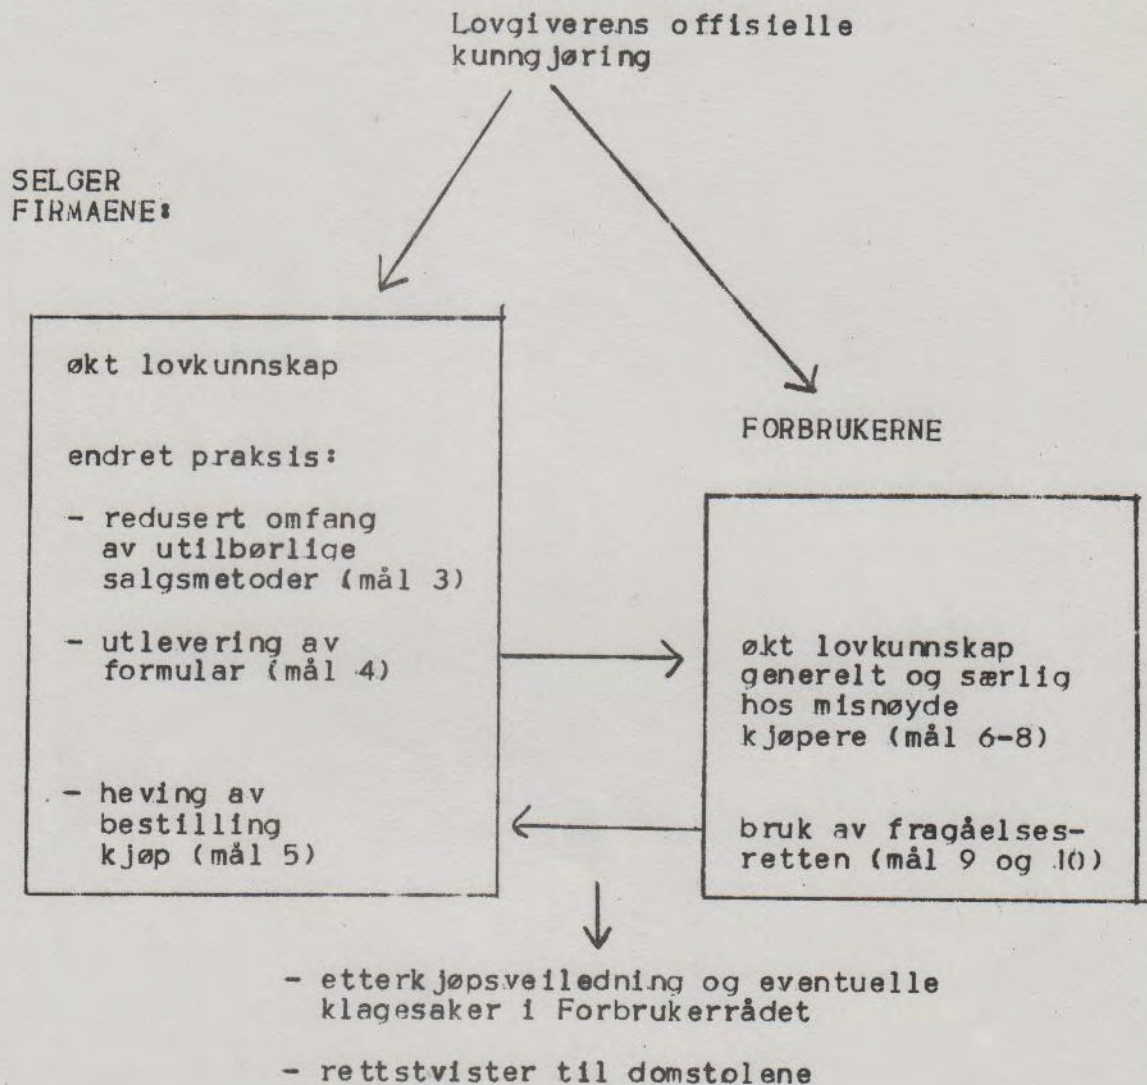 Lovgiverens offisielle
kunngjøring
SELGER
FIRMAENE:
økt lovkunnskap
endret praksis:
- redusert omfang
av utilbørlige
salgsmetoder (mål 3)
- utlevering av
formular (mål 4)
- heving av
bestilling
kjøp (mål 5)
FORBRUKERNE
økt lovkunnskap
generelt og særlig
hos misnøyde
kjøpere (mål 6-8)
bruk av fragåelses-
retten (mål 9 og 10)
- etterkjøpsveiledning og eventuelle
klagesaker i Forbrukerrådet
- rettstvister til domstolene